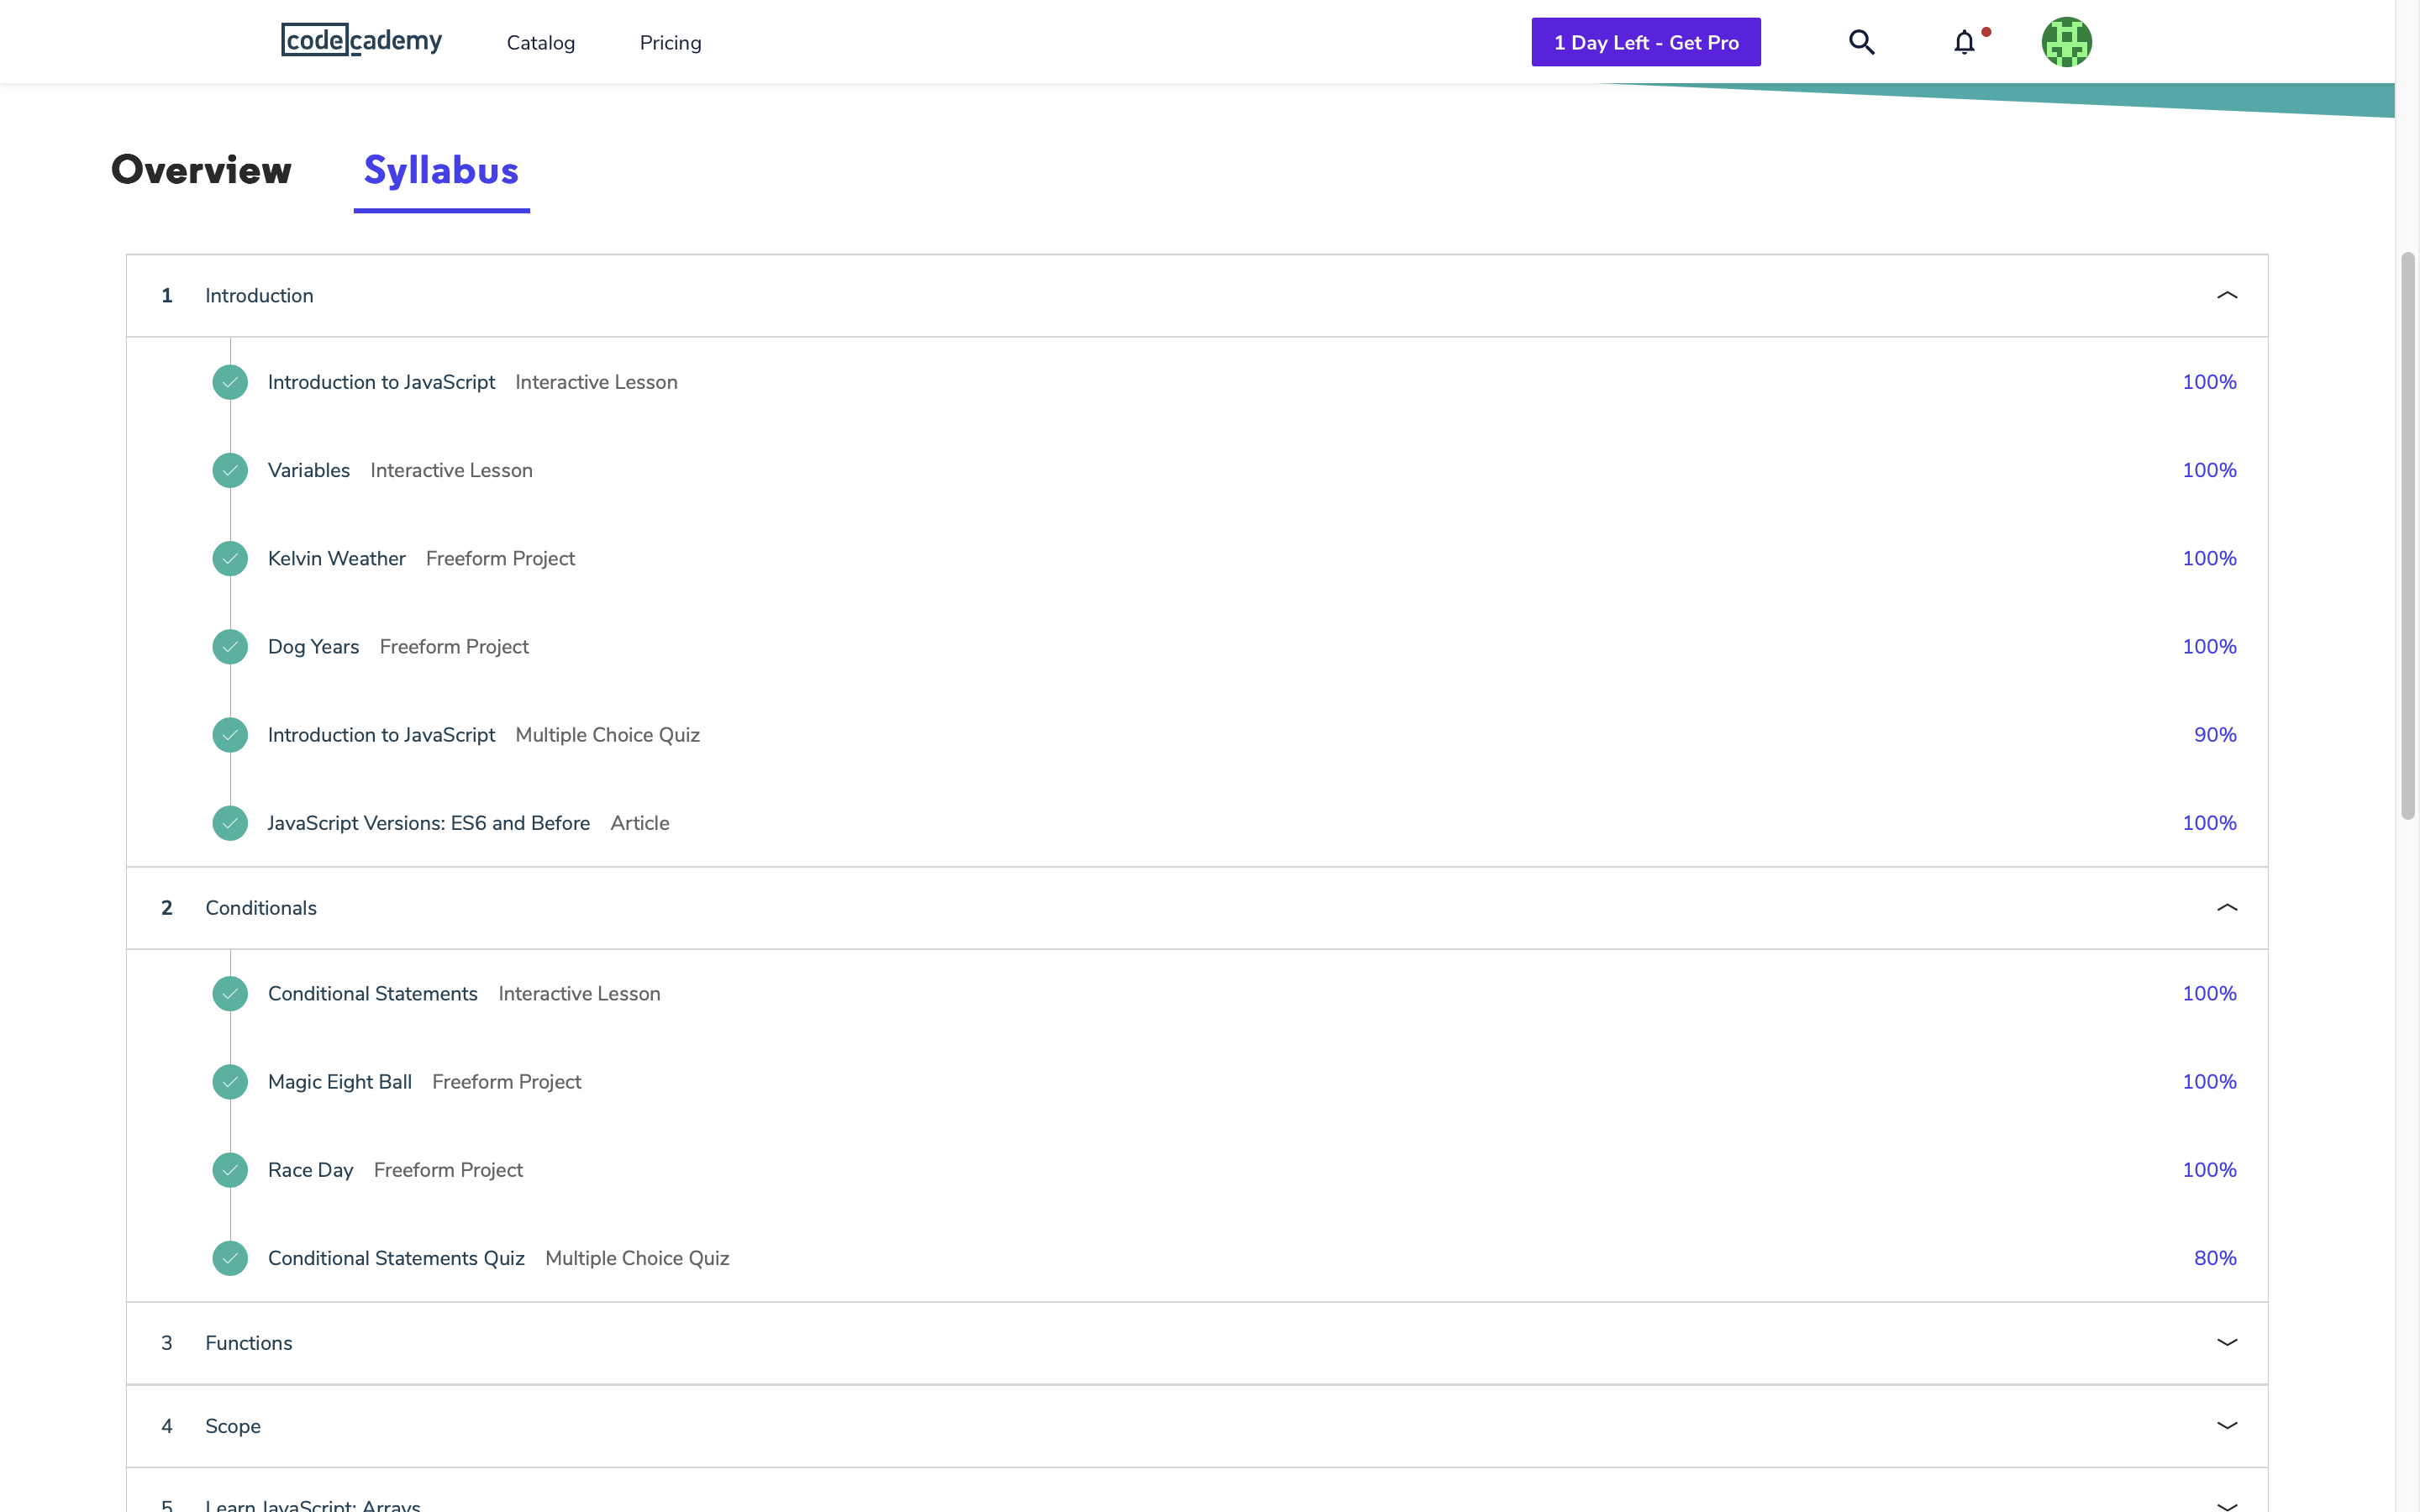 codecademy Catalog Pricing 1 Day Left - Get Pro
Overview Syllabus
1 Introduction
Introduction to JavaScript Interactive Lesson 100%
Variables Interactive Lesson 100%
Kelvin Weather Freeform Project 100%
Dog Years Freeform Project 100%
Introduction to JavaScript Multiple Choice Quiz 90%
JavaScript Versions: ES6 and Before Article 100%
2 Conditionals
Conditional Statements Interactive Lesson 100%
Magic Eight Ball Freeform Project 100%
Race Day Freeform Project 100%
Conditional Statements Quiz Multiple Choice Quiz 80%
3 Functions
4 Scope
5 Learn JavaScript: Arrays